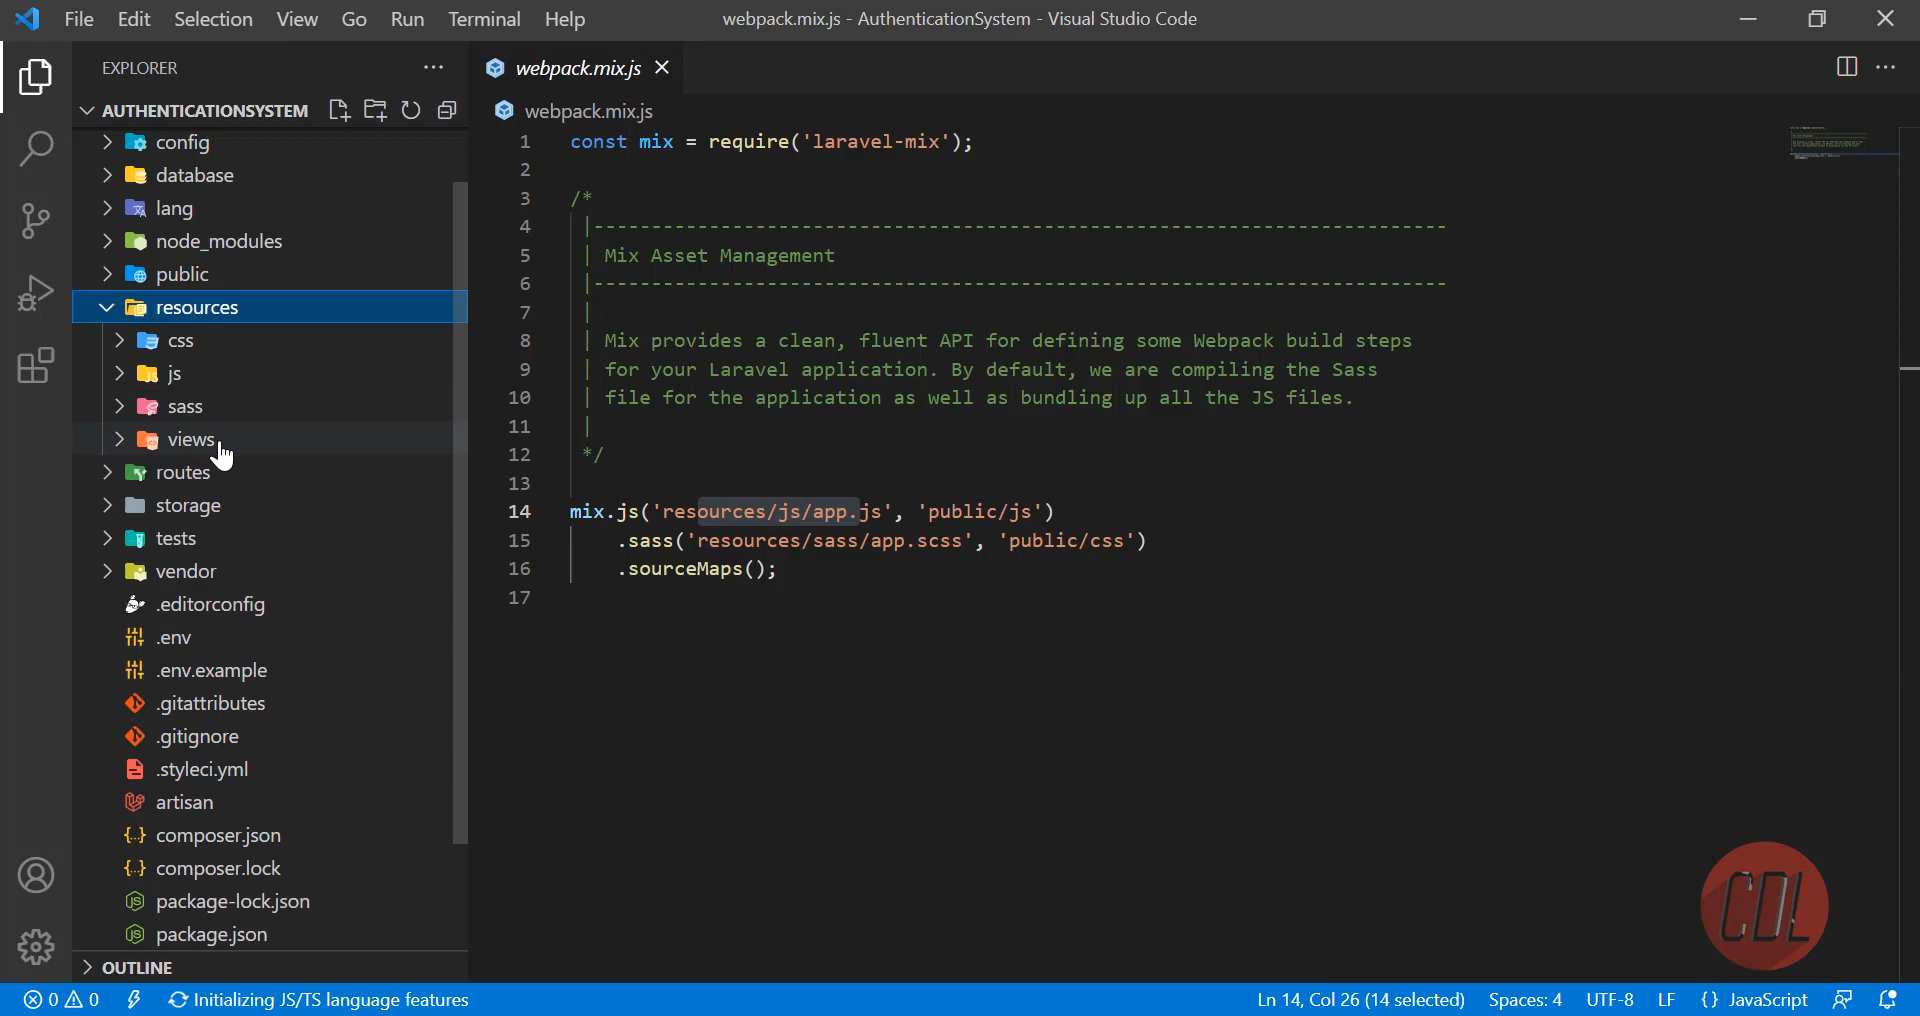 File Edit Selection View Go Run Terminal Help
webpack.mix.js - AuthenticationSystem - Visual Studio Code
EXPLORER
AUTHENTICATIONSYSTEM
config
database
lang
node_modules
public
resources
css
js
sass
views
routes
storage
tests
vendor
.editorconfig
.env
.env.example
.gitattributes
.gitignore
.styleci.yml
artisan
composer.json
composer.lock
package-lock.json
package.json
OUTLINE
webpack.mix.js
webpack.mix.js
1 const mix = require('laravel-mix');
2
3 /*
4 |--------------------------------------------------------------------------
5 | Mix Asset Management
6 |--------------------------------------------------------------------------
7 |
8 | Mix provides a clean, fluent API for defining some Webpack build steps
9 | for your Laravel application. By default, we are compiling the Sass
10 | file for the application as well as bundling up all the JS files.
11 |
12 */
13
14 mix.js('resources/js/app.js', 'public/js')
15 .sass('resources/sass/app.scss', 'public/css')
16 .sourceMaps();
17
CDL
0 0 Initializing JS/TS language features
Ln 14, Col 26 (14 selected) Spaces: 4 UTF-8 LF {} JavaScript